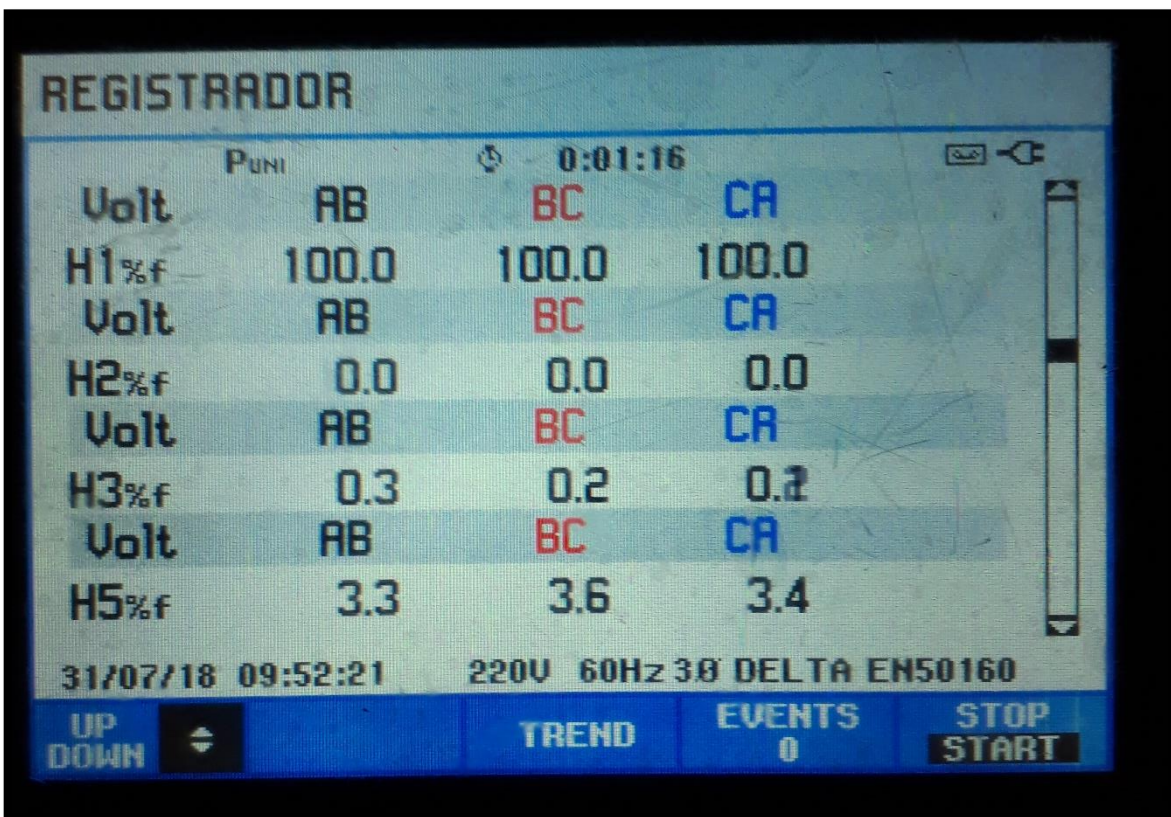 REGISTRADOR
PUNI 0:01:16
Volt AB BC CA
H1%f 100.0 100.0 100.0
Volt AB BC CA
H2%f 0.0 0.0 0.0
Volt AB BC CA
H3%f 0.3 0.2
Volt AB BC CA
H5%f 3.3 3.6 3.4
31/07/18 09:52:21 220V 60Hz 3Ø DELTA EN50160
UP DOWN TREND EVENTS 0 STOP START